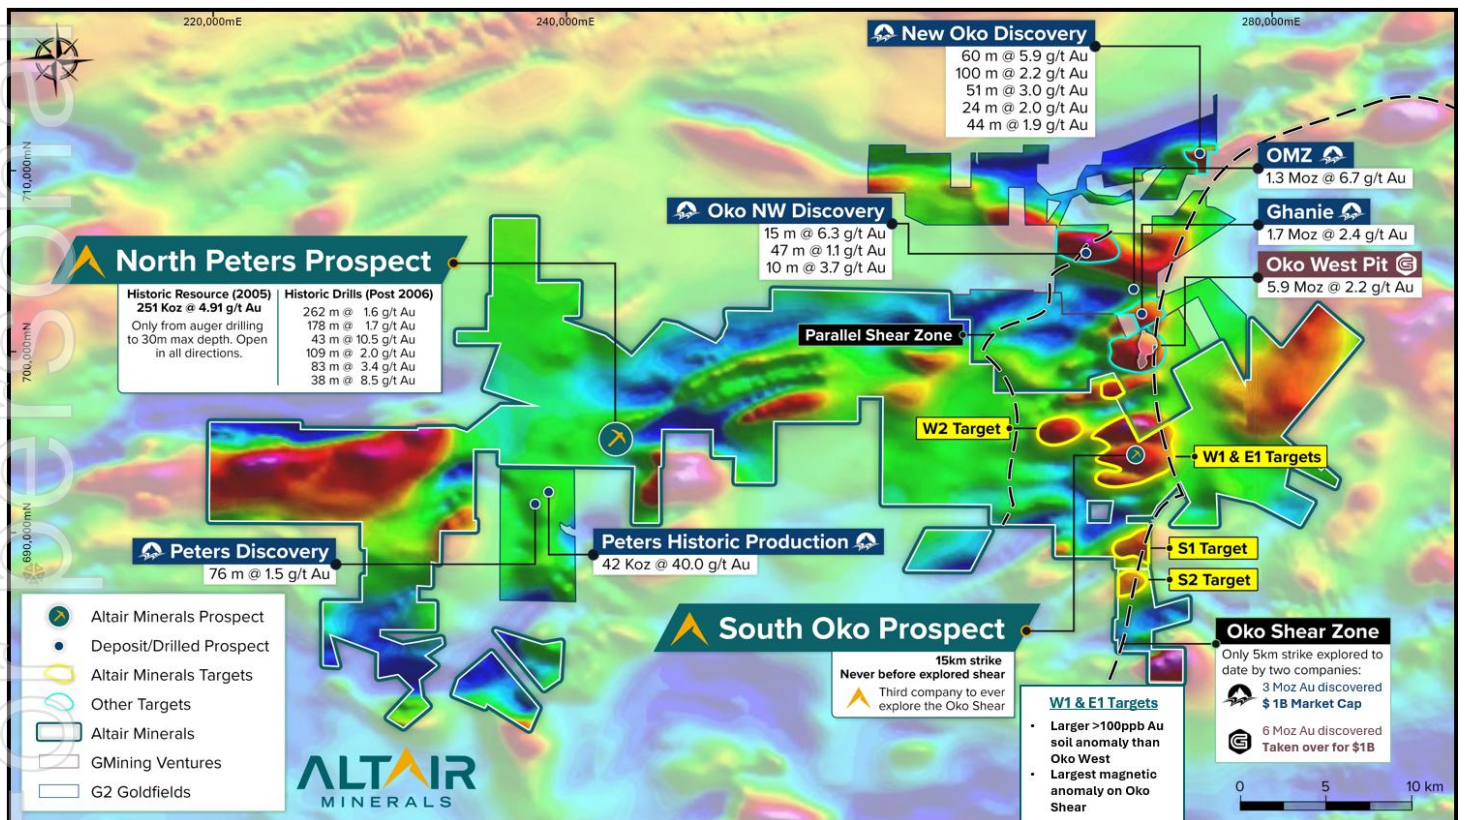 220,000mE
240,000mE
280,000mE
710,000mN
700,000mN
690,000mN
For personal
New Oko Discovery
60 m @ 5.9 g/t Au
100 m @ 2.2 g/t Au
51 m @ 3.0 g/t Au
24 m @ 2.0 g/t Au
44 m @ 1.9 g/t Au
OMZ
1.3 Moz @ 6.7 g/t Au
Oko NW Discovery
15 m @ 6.3 g/t Au
47 m @ 1.1 g/t Au
10 m @ 3.7 g/t Au
Ghanie
1.7 Moz @ 2.4 g/t Au
Oko West Pit
5.9 Moz @ 2.2 g/t Au
North Peters Prospect
Historic Resource (2005)
251 Koz @ 4.91 g/t Au
Only from auger drilling
to 30m max depth. Open
in all directions.
Historic Drills (Post 2006)
262 m @ 1.6 g/t Au
178 m @ 1.7 g/t Au
43 m @ 10.5 g/t Au
109 m @ 2.0 g/t Au
83 m @ 3.4 g/t Au
38 m @ 8.5 g/t Au
Parallel Shear Zone
W2 Target
W1 & E1 Targets
Peters Discovery
76 m @ 1.5 g/t Au
Peters Historic Production
42 Koz @ 40.0 g/t Au
S1 Target
S2 Target
South Oko Prospect
15km strike
Never before explored shear
Third company to ever
explore the Oko Shear
W1 & E1 Targets
• Larger >100ppb Au
soil anomaly than
Oko West
• Largest magnetic
anomaly on Oko
Shear
Oko Shear Zone
Only 5km strike explored to
date by two companies:
3 Moz Au discovered
$ 1B Market Cap
6 Moz Au discovered
Taken over for $1B
Altair Minerals Prospect
Deposit/Drilled Prospect
Altair Minerals Targets
Other Targets
Altair Minerals
GMining Ventures
G2 Goldfields
ALTAIR
MINERALS
0 5 10 km